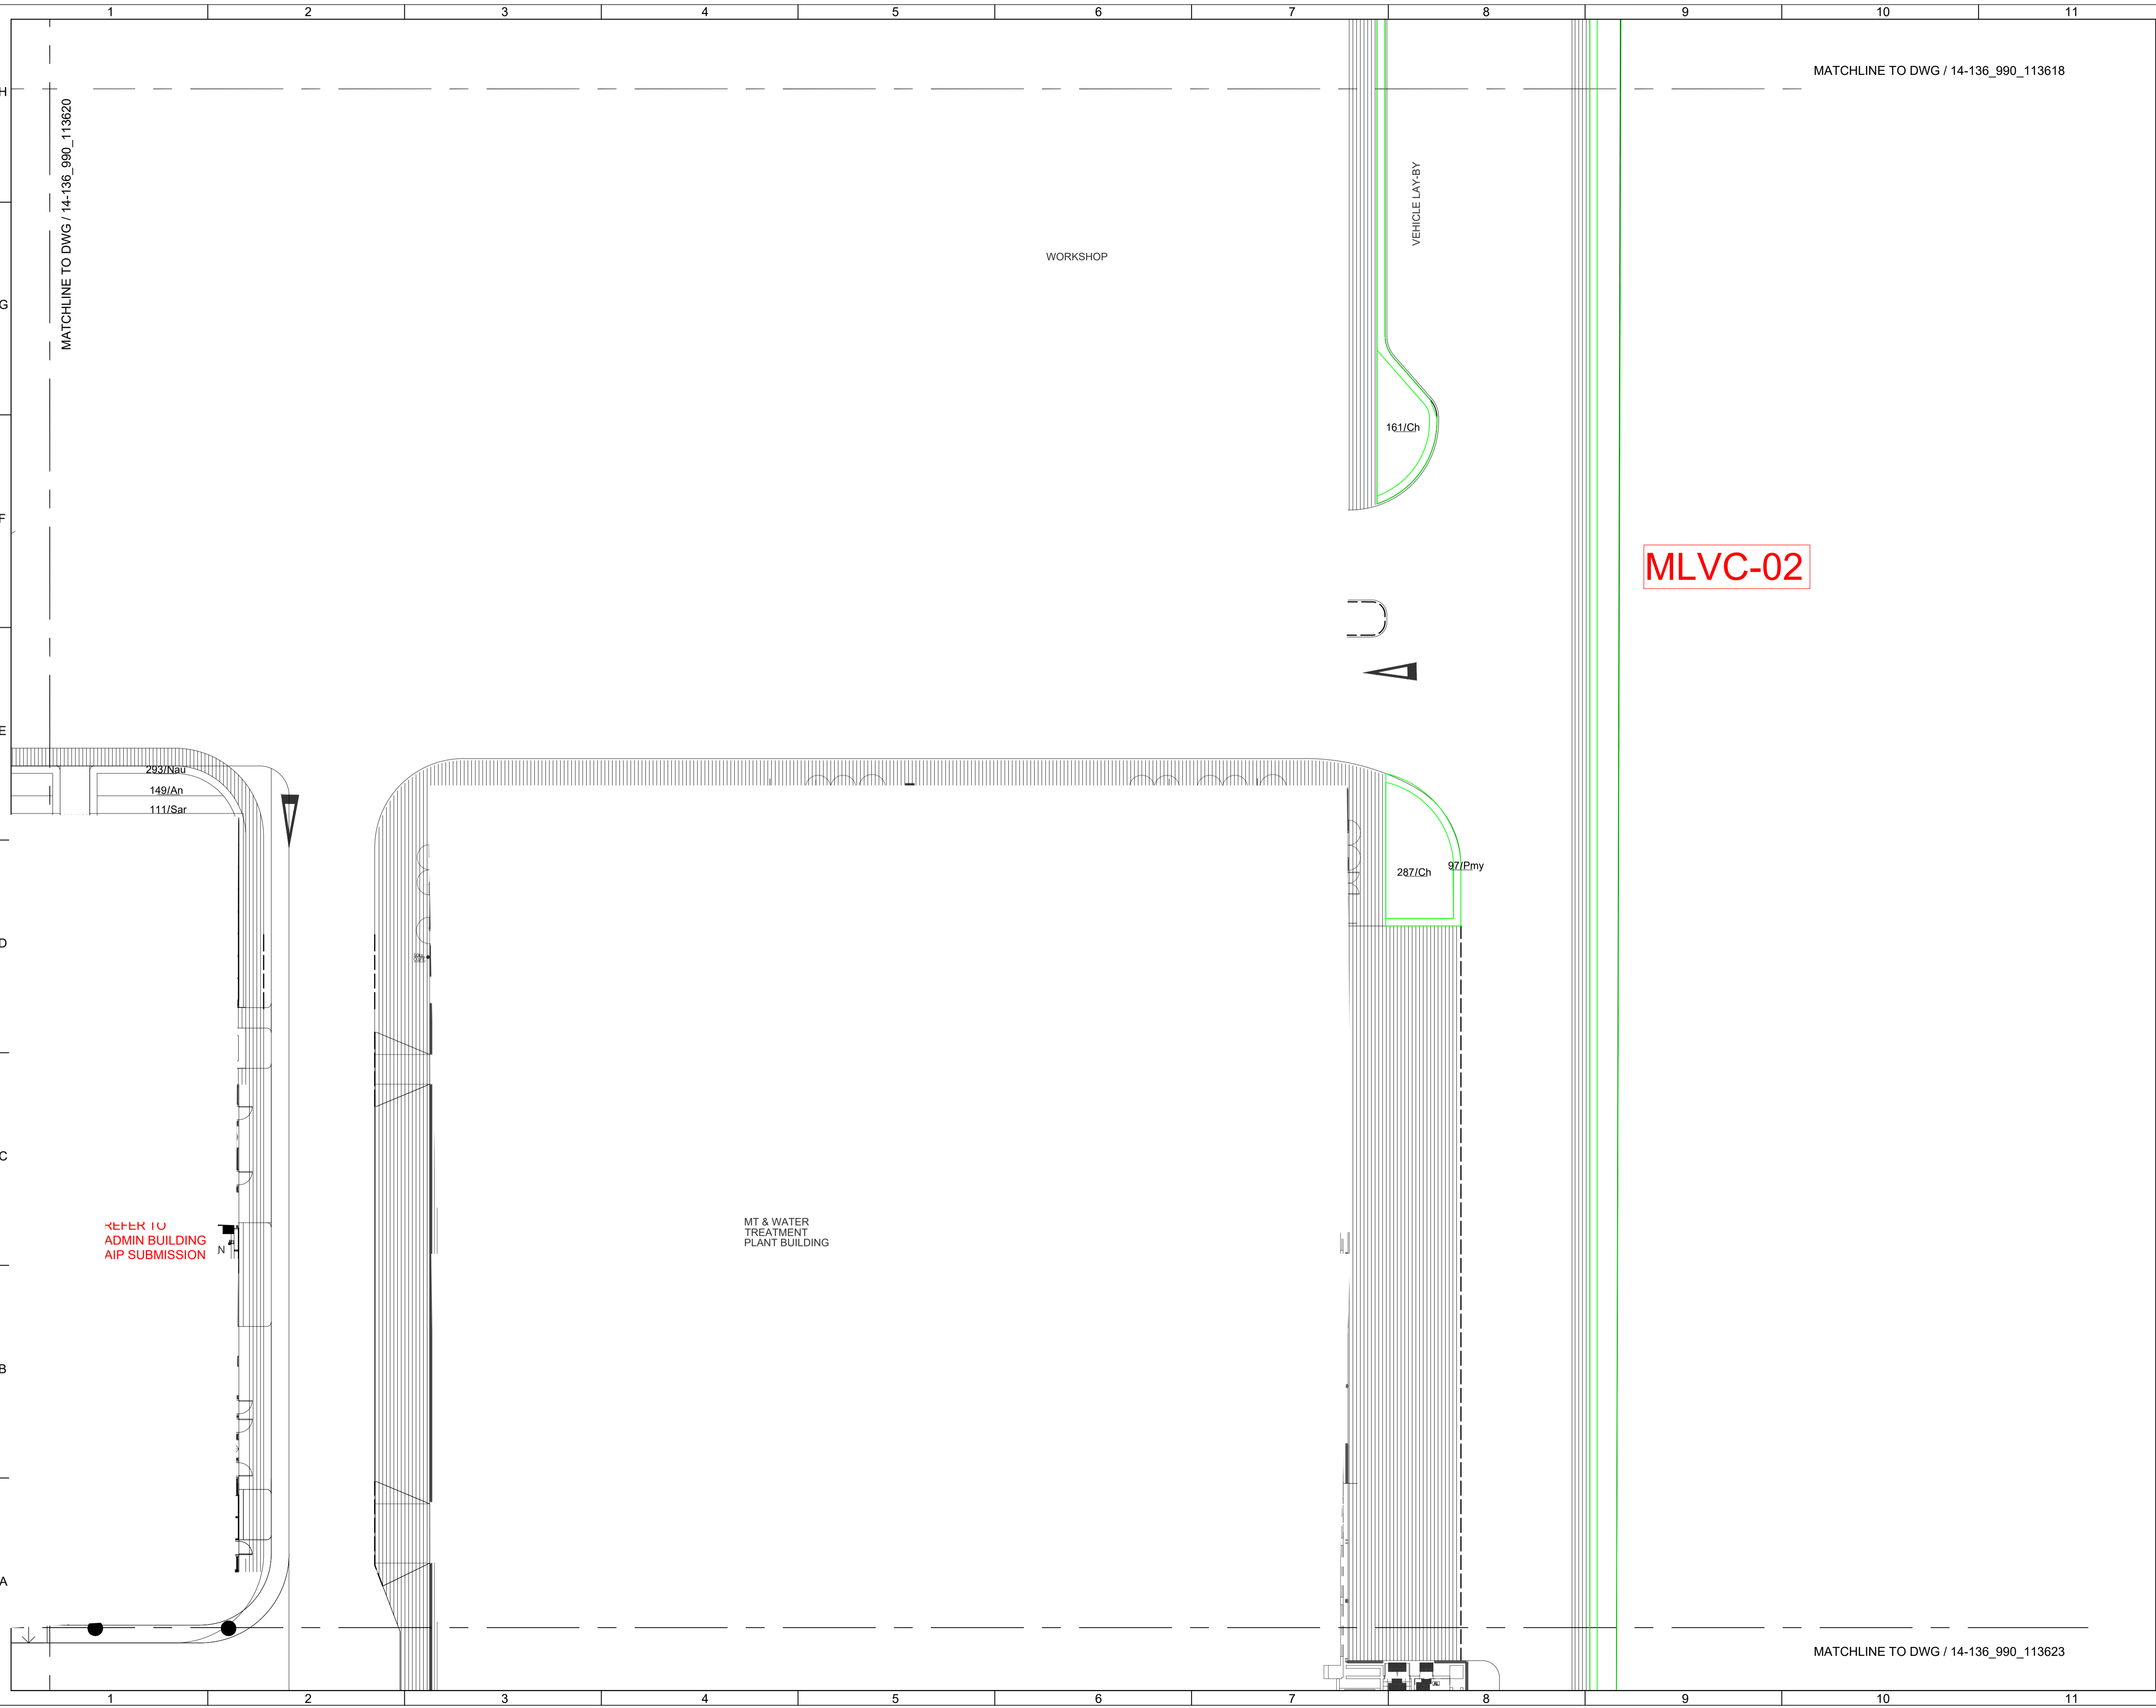 1 2 3 4 5 6 7 8 9 10 11
MATCHLINE TO DWG / 14-136_990_113618
H
MATCHLINE TO DWG / 14-136_990_113620
VEHICLE LAY-BY
WORKSHOP
G
161/Ch
F
MLVC-02
E
293/Nau
149/An
111/Sar
97/Pmy
287/Ch
D
C
REFER TO
ADMIN BUILDING
AIP SUBMISSION
N
MT & WATER
TREATMENT
PLANT BUILDING
B
A
MATCHLINE TO DWG / 14-136_990_113623
1 2 3 4 5 6 7 8 9 10 11